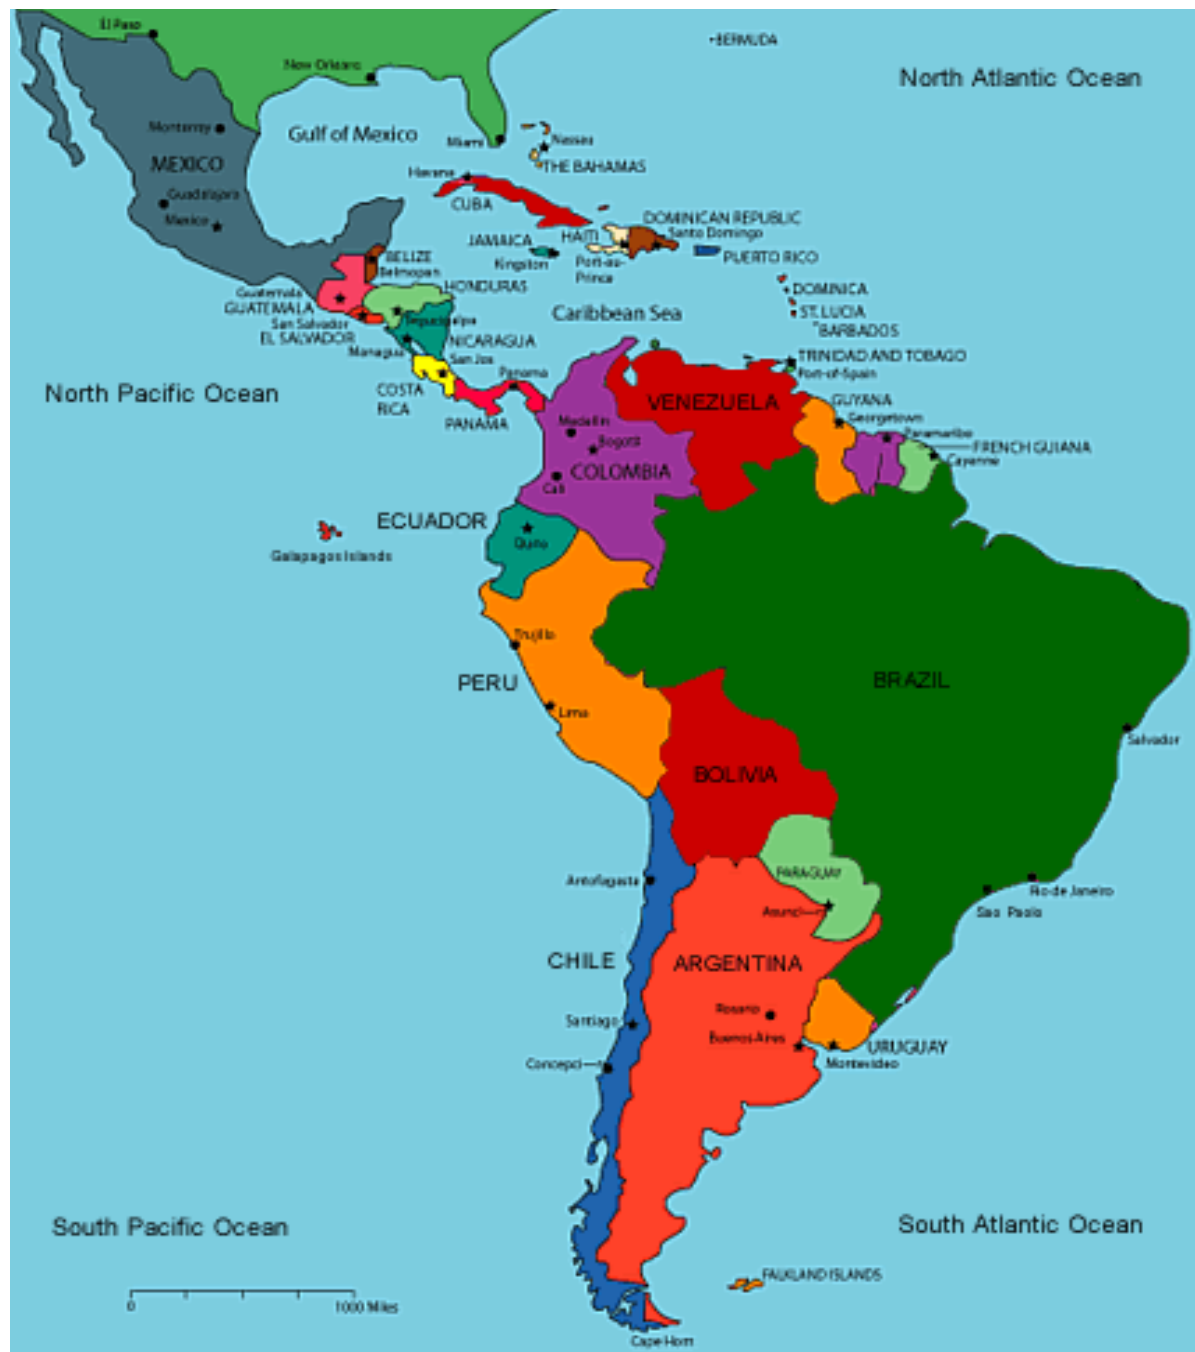 El Paso
BERMUDA
New Orleans
North Atlantic Ocean
Monterrey
Gulf of Mexico
Miami
Nassau
MEXICO
THE BAHAMAS
Havana
Guadalajara
CUBA
Mexico
DOMINICAN REPUBLIC
HAITI
Santo Domingo
JAMAICA
PUERTO RICO
BELIZE
Kingston
Port-au-
Prince
Belmopan
HONDURAS
DOMINICA
Guatemala
GUATEMALA
ST. LUCIA
Caribbean Sea
Tegucigalpa
San Salvador
BARBADOS
EL SALVADOR
NICARAGUA
Managua
San Jos
TRINIDAD AND TOBAGO
Port-of-Spain
Panama
North Pacific Ocean
COSTA
RICA
VENEZUELA
GUYANA
PANAMA
Georgetown
Medellin
Paramaribo
Bogotá
FRENCH GUIANA
Cayenne
COLOMBIA
Cali
ECUADOR
Quito
Galapagos Islands
Trujillo
PERU
BRAZIL
Lima
Salvador
BOLIVIA
PARAGUAY
Antofagasta
Rio de Janeiro
Asunci—n
Sao Paolo
CHILE
ARGENTINA
Rosario
Santiago
Buenos Aires
URUGUAY
Concepci—n
Montevideo
South Pacific Ocean
South Atlantic Ocean
FALKLAND ISLANDS
0
1000 Miles
Cape Horn